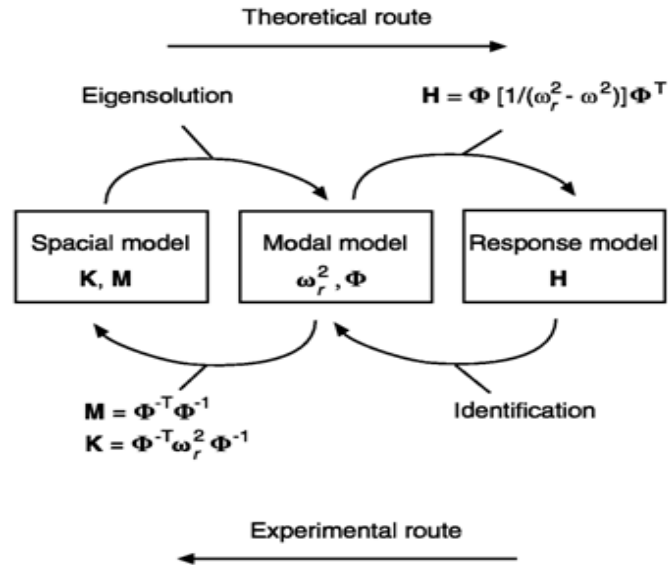 Theoretical route
Eigensolution
H = Φ [1/(ω_r^2 - ω^2)] Φ^T
Spacial model
K, M
Modal model
ω_r^2, Φ
Response model
H
M = Φ^-T Φ^-1
K = Φ^-T ω_r^2 Φ^-1
Identification
Experimental route